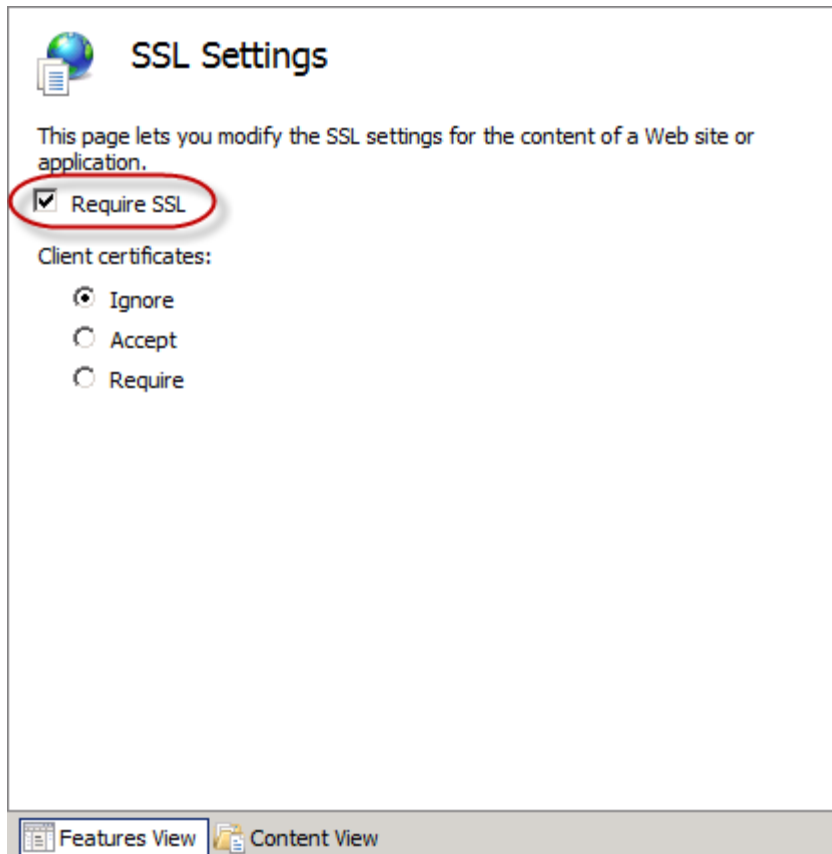 SSL Settings
This page lets you modify the SSL settings for the content of a Web site or
application.
Require SSL
Client certificates:
Ignore
Accept
Require
Features View Content View